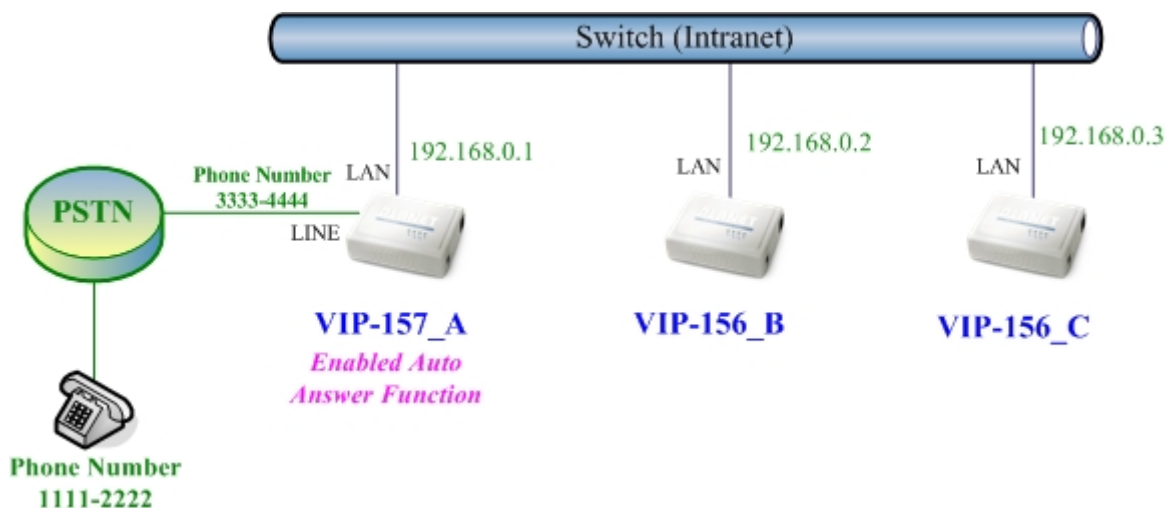 Switch (Intranet)
192.168.0.1
192.168.0.2
192.168.0.3
Phone Number
3333-4444
LAN
LAN
LAN
PSTN
LINE
VIP-157_A
VIP-156_B
VIP-156_C
Enabled Auto
Answer Function
Phone Number
1111-2222